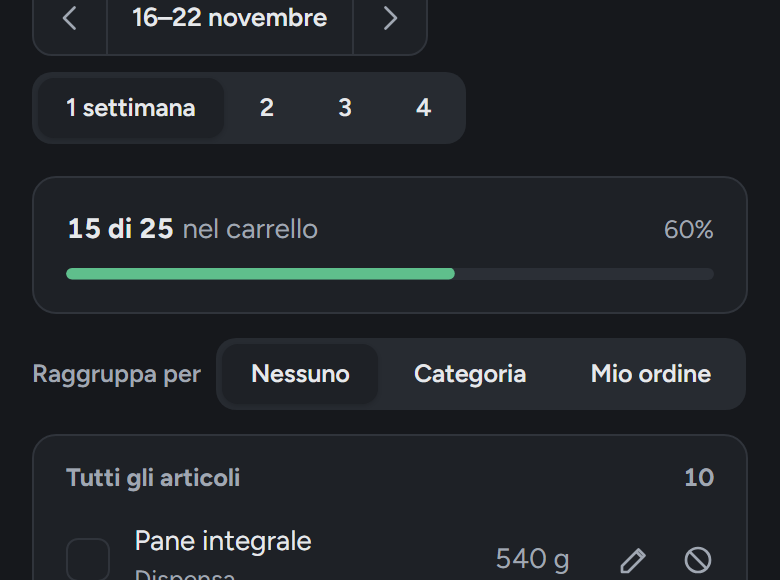 16–22 novembre
1 settimana 2 3 4
15 di 25 nel carrello 60%
Raggruppa per Nessuno Categoria Mio ordine
Tutti gli articoli 10
Pane integrale
540 g
Dispensa